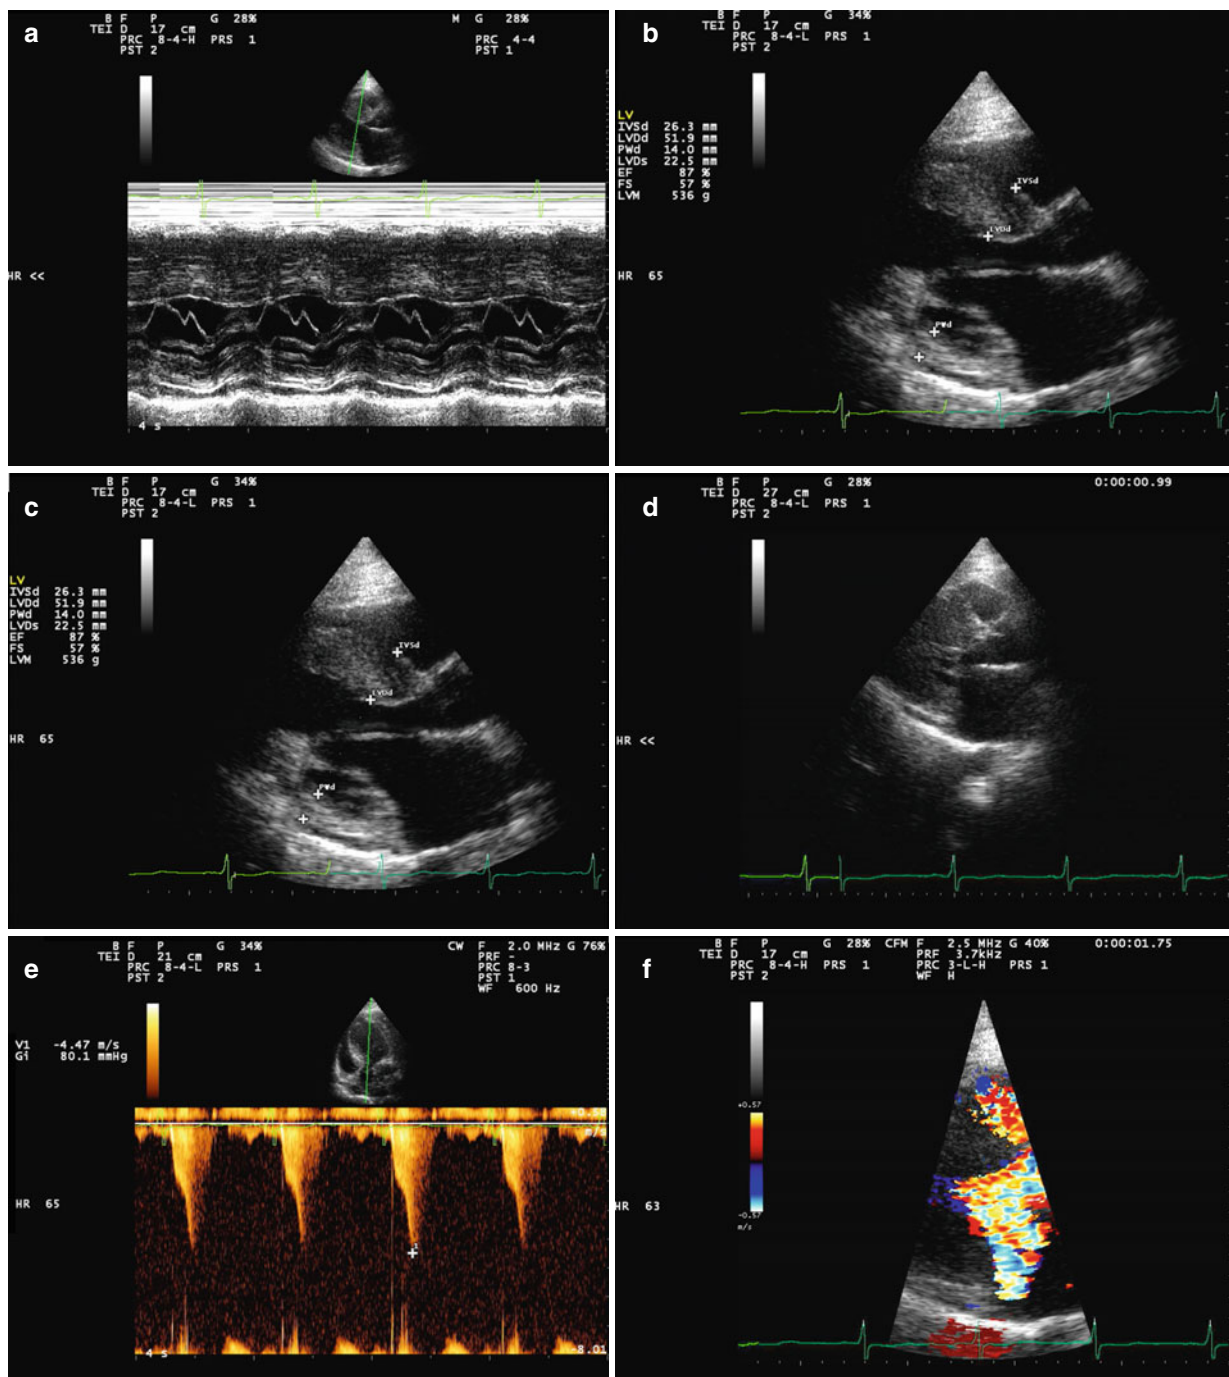 a
B F P G 28% M G 28%
TEI D 17 cm PRC 4-4
PRC 8-4-H PRS 1 PST 1
PST 2
HR <<
4 s
b
B F P G 34%
TEI D 17 cm
PRC 8-4-L PRS 1
PST 2
LV
IVSd 26.3 mm
LVDd 51.9 mm
PWd 14.0 mm
LVDs 22.5 mm
EF 87 %
FS 57 %
LVM 536 g
IVSd
LVDd
HR 65
PWd
c
B F P G 34%
TEI D 17 cm
PRC 8-4-L PRS 1
PST 2
LV
IVSd 26.3 mm
LVDd 51.9 mm
PWd 14.0 mm
LVDs 22.5 mm
EF 87 %
FS 57 %
LVM 536 g
IVSd
LVDd
HR 65
PWd
d
B F P G 28% 0:00:00.99
TEI D 27 cm
PRC 8-4-L PRS 1
PST 2
HR <<
e
B F P G 34% CW F 2.0 MHz G 76%
TEI D 21 cm PRF -
PRC 8-4-L PRS 1 PRC 8-3
PST 2 PST 1
WF 600 Hz
V1 -4.47 m/s
Gi 80.1 mmHg
m/s
HR 65
1
4 s
-8.01
f
B F P G 28% CFM F 2.5 MHz G 40% 0:00:01.75
TEI D 17 cm PRF 3.7kHz
PRC 8-4-H PRS 1 PRC 3-L-H PRS 1
PST 2 WF H
+0.57
HR 63
-0.57
m/s